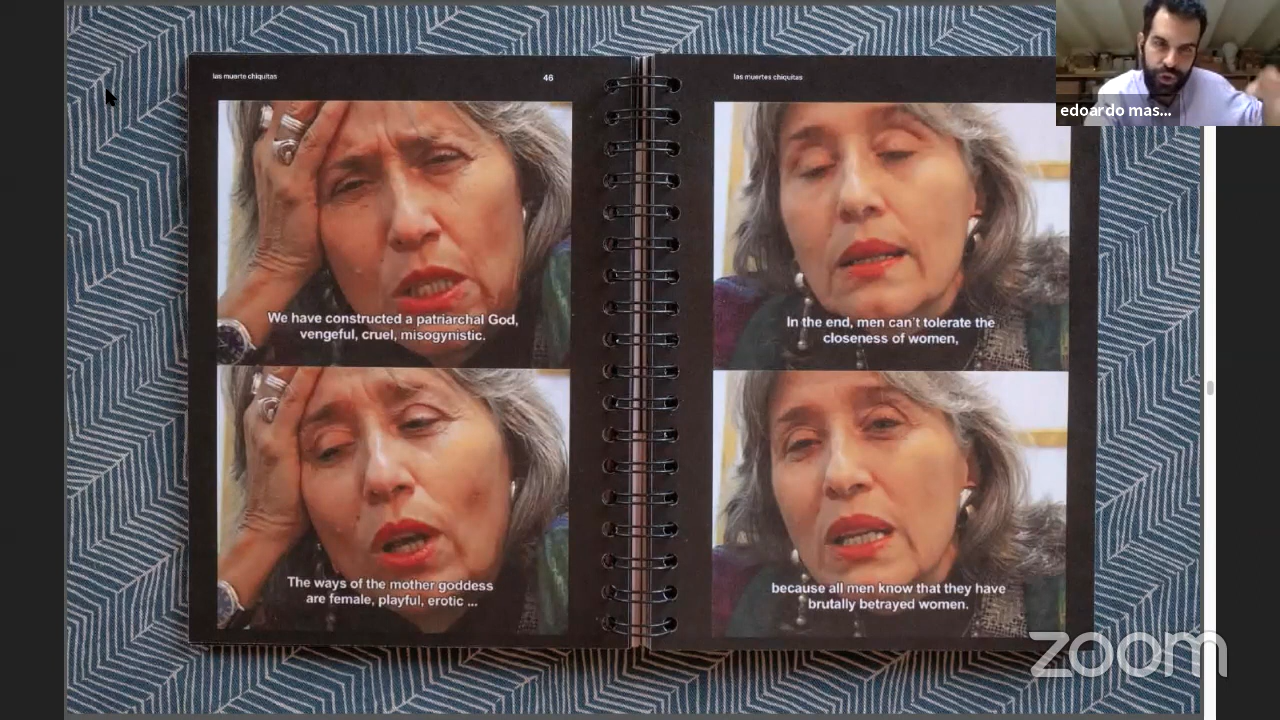 las muerte chiquitas
46
We have constructed a patriarchal God,
vengeful, cruel, misogynistic.
The ways of the mother goddess
are female, playful, erotic ...
las muertes chiquitas
In the end, men can't tolerate the
closeness of women,
because all men know that they have
brutally betrayed women.
edoardo mas...
zoom